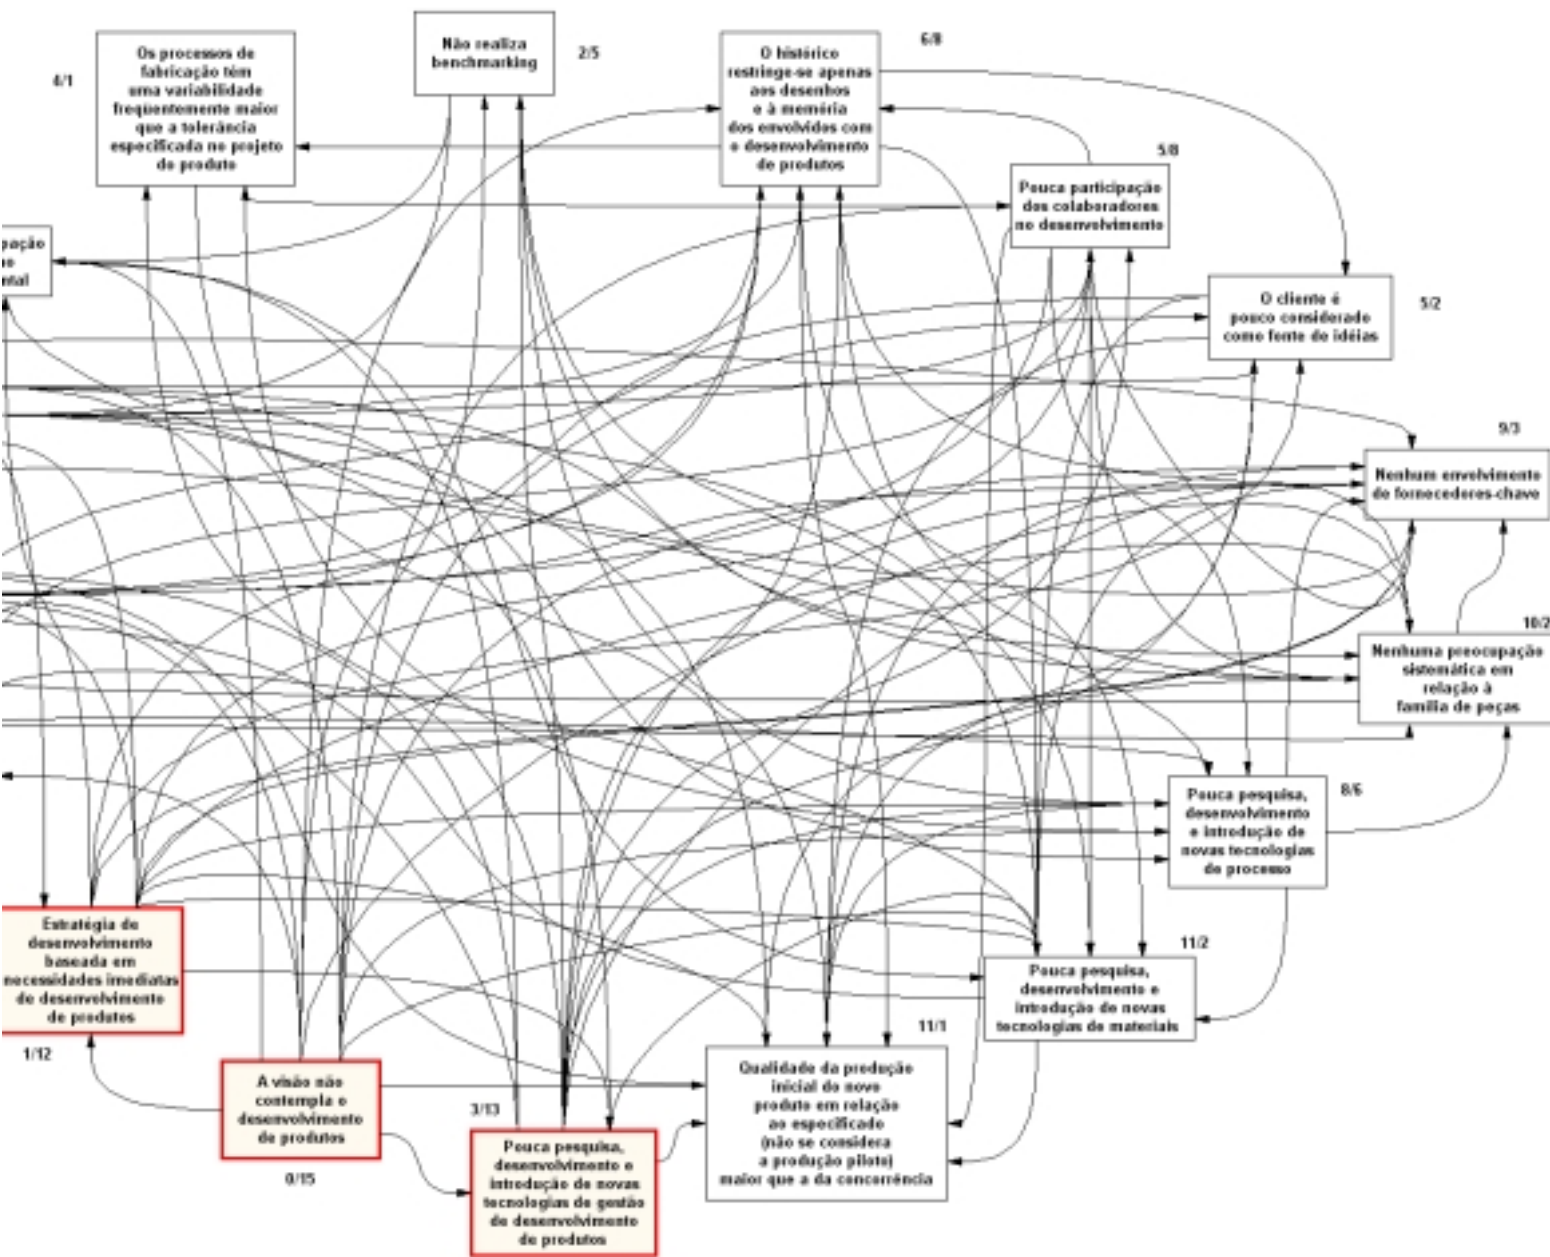 Os processos de
fabricação têm
uma variabilidade
freqüentemente maior
que a tolerância
especificada no projeto
do produto
4/1
Não realiza
benchmarking
2/5
O histórico
restringe-se apenas
aos desenhos
e à memória
dos envolvidos com
o desenvolvimento
de produtos
6/8
Pouca participação
dos colaboradores
no desenvolvimento
5/8
pação
ntal
O cliente é
pouco considerado
como fonte de idéias
5/2
Nenhum envolvimento
de fornecedores-chave
9/3
Nenhuma preocupação
sistemática em
relação à
família de peças
10/2
Pouca pesquisa,
desenvolvimento
e introdução de
novas tecnologias
de processo
8/6
Pouca pesquisa,
desenvolvimento e
introdução de novas
tecnologias de materiais
11/2
Estratégia de
desenvolvimento
baseada em
necessidades imediatas
de desenvolvimento
de produtos
1/12
A visão não
contempla o
desenvolvimento
de produtos
0/15
Pouca pesquisa,
desenvolvimento e
introdução de novas
tecnologias de gestão
de desenvolvimento
de produtos
3/13
Qualidade da produção
inicial do novo
produto em relação
ao especificado
(não se considera
a produção piloto)
maior que a da concorrência
11/1